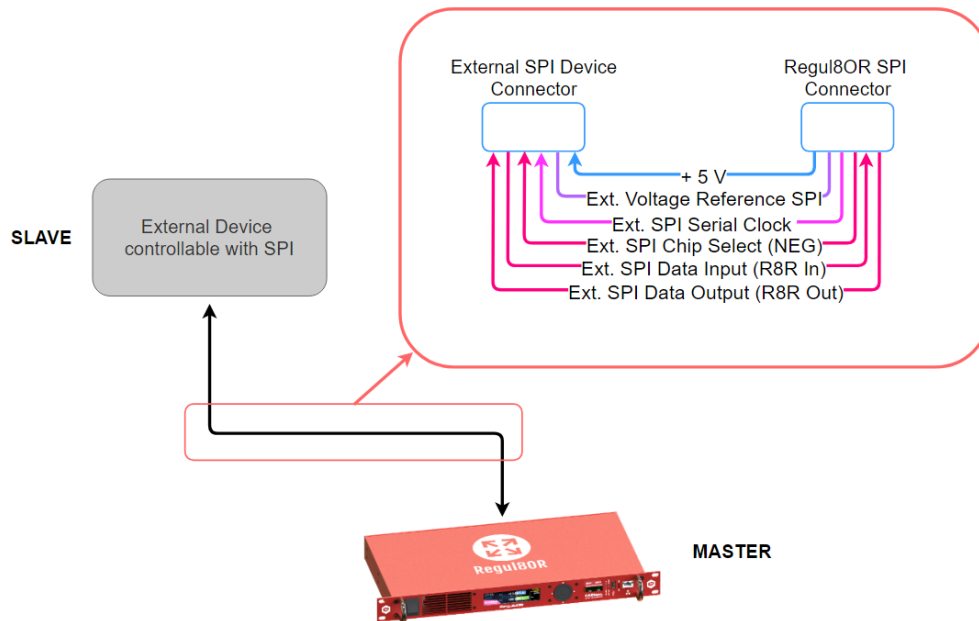 External SPI Device
Connector
Regul8OR SPI
Connector
+ 5 V
Ext. Voltage Reference SPI
Ext. SPI Serial Clock
Ext. SPI Chip Select (NEG)
Ext. SPI Data Input (R8R In)
Ext. SPI Data Output (R8R Out)
SLAVE
External Device
controllable with SPI
MASTER
Regul8OR